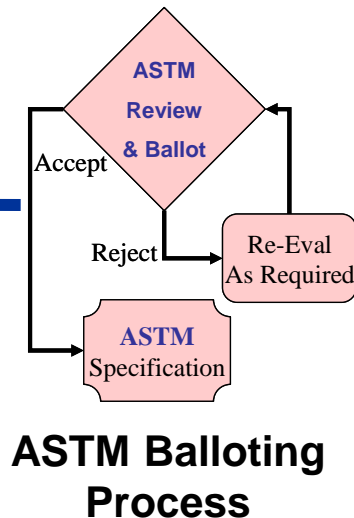 ASTM
Review
& Ballot
Accept
Reject
Re-Eval
As Required
ASTM
Specification
ASTM Balloting
Process